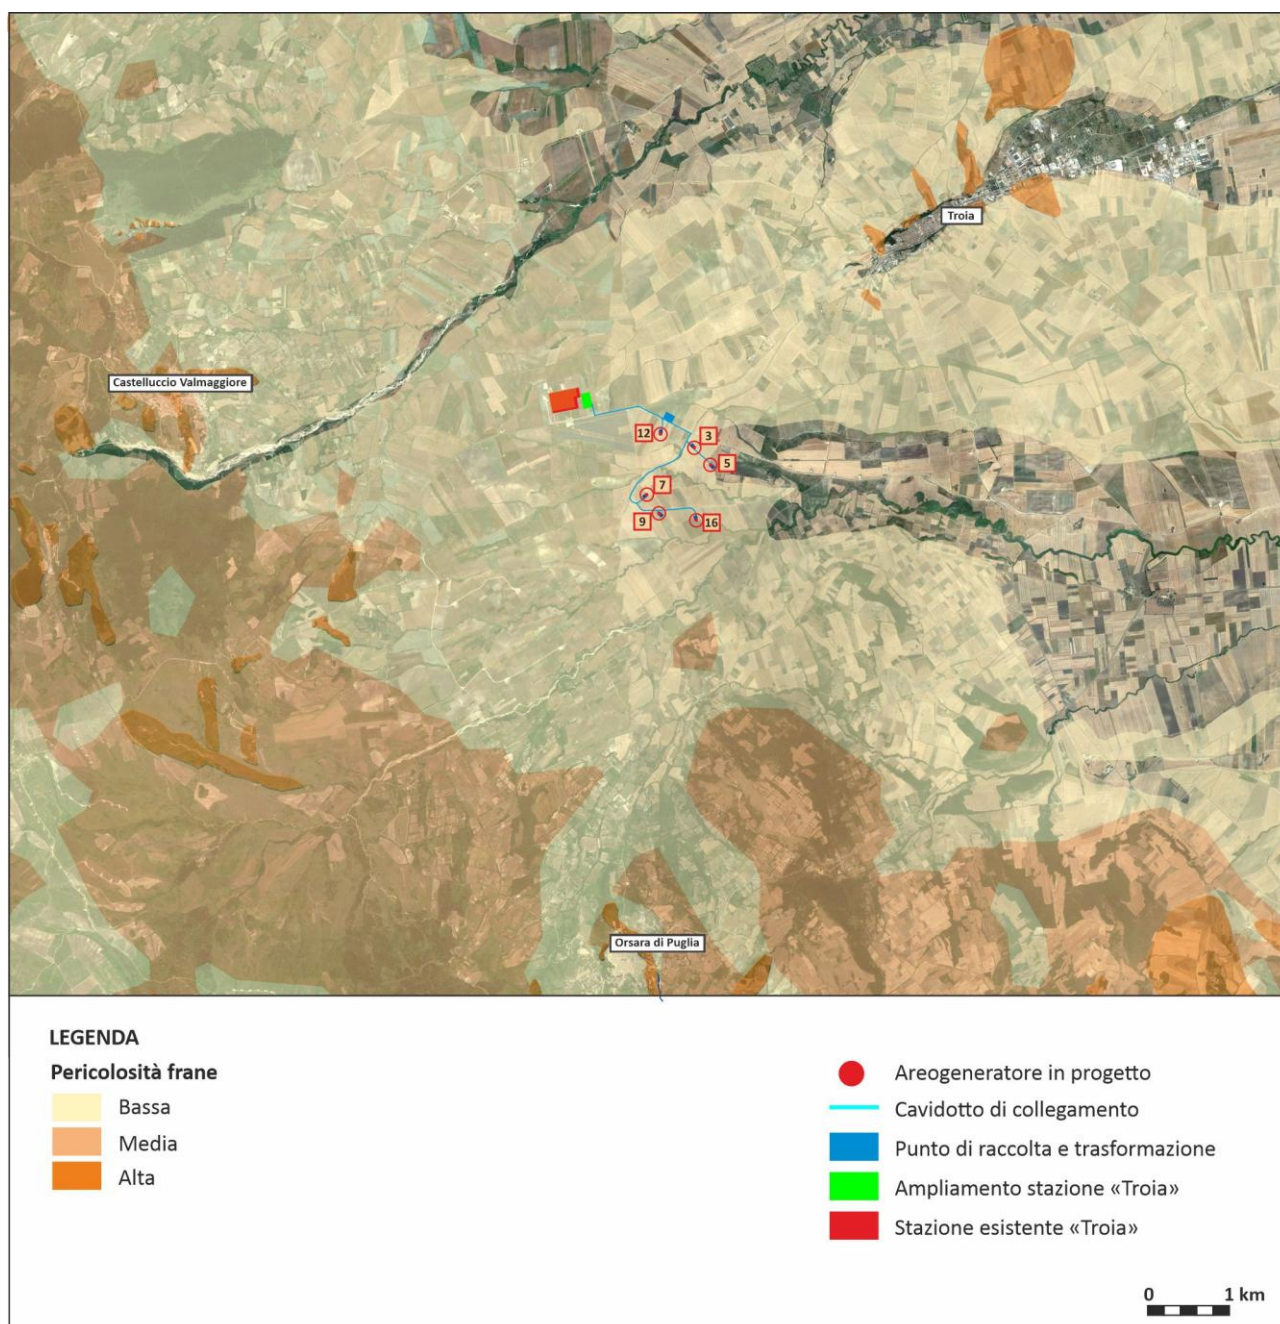 Troia
Castelluccio Valmaggiore
12
3
5
7
9
16
Orsara di Puglia
LEGENDA
Pericolosità frane
Bassa
Media
Alta
Areogeneratore in progetto
Cavidotto di collegamento
Punto di raccolta e trasformazione
Ampliamento stazione «Troia»
Stazione esistente «Troia»
0 1 km